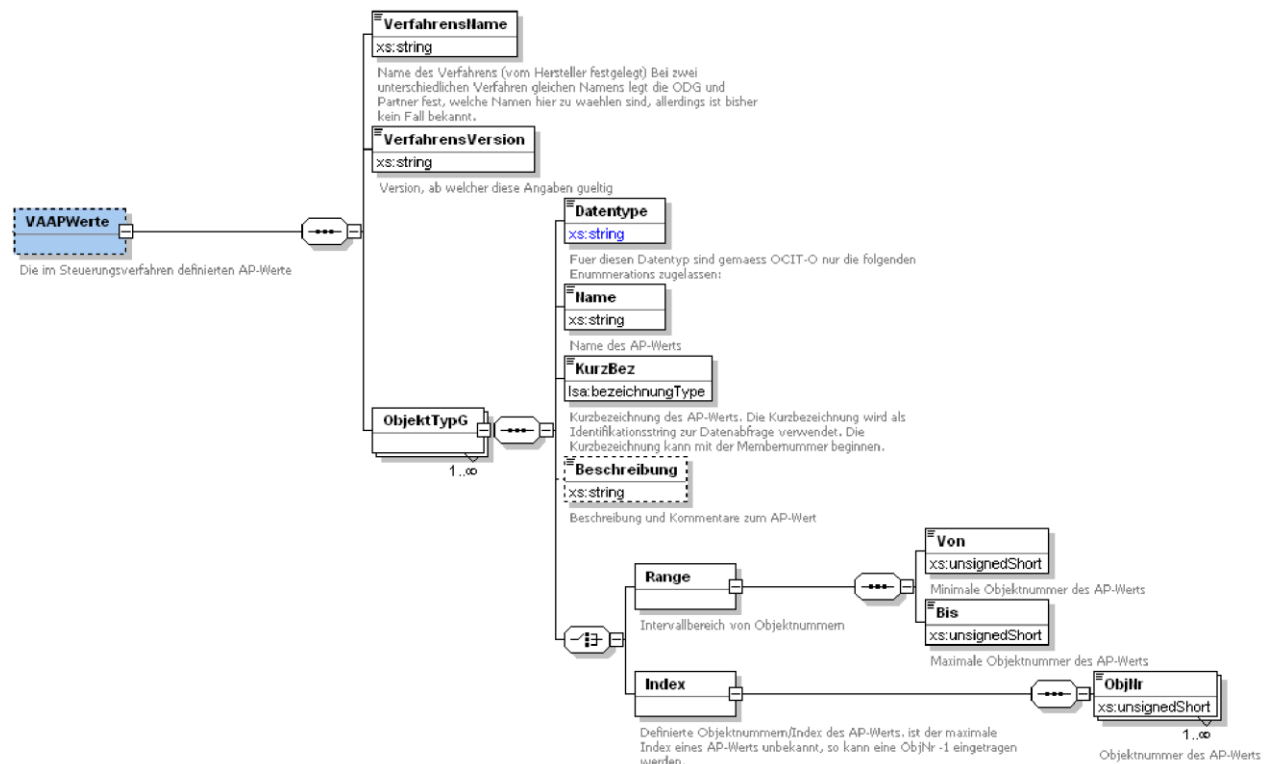 VerfahrensName
xs:string
Name des Verfahrens (vom Hersteller festgelegt) Bei zwei
unterschiedlichen Verfahren gleichen Namens legt die ODG und
Partner fest, welche Namen hier zu waehlen sind, allerdings ist bisher
kein Fall bekannt.
VerfahrensVersion
xs:string
Version, ab welcher diese Angaben gueltig
VAAPWerte
Die im Steuerungsverfahren definierten AP-Werte
Datentype
xs:string
Fuer diesen Datentyp sind gemaess OCIT-O nur die folgenden
Enummerations zugelassen:
Name
xs:string
Name des AP-Werts
KurzBez
lsa:bezeichnungType
Kurzbezeichnung des AP-Werts. Die Kurzbezeichnung wird als
Identifikationsstring zur Datenabfrage verwendet. Die
Kurzbezeichnung kann mit der Membernummer beginnen.
ObjektTypG
1..∞
Beschreibung
xs:string
Beschreibung und Kommentare zum AP-Wert
Range
Intervallbereich von Objektnummern
Von
xs:unsignedShort
Minimale Objektnummer des AP-Werts
Bis
xs:unsignedShort
Maximale Objektnummer des AP-Werts
Index
Definierte Objektnummern/Index des AP-Werts. ist der maximale
Index eines AP-Werts unbekannt, so kann eine ObjNr -1 eingetragen
werden.
ObjNr
xs:unsignedShort
1..∞
Objektnummer des AP-Werts